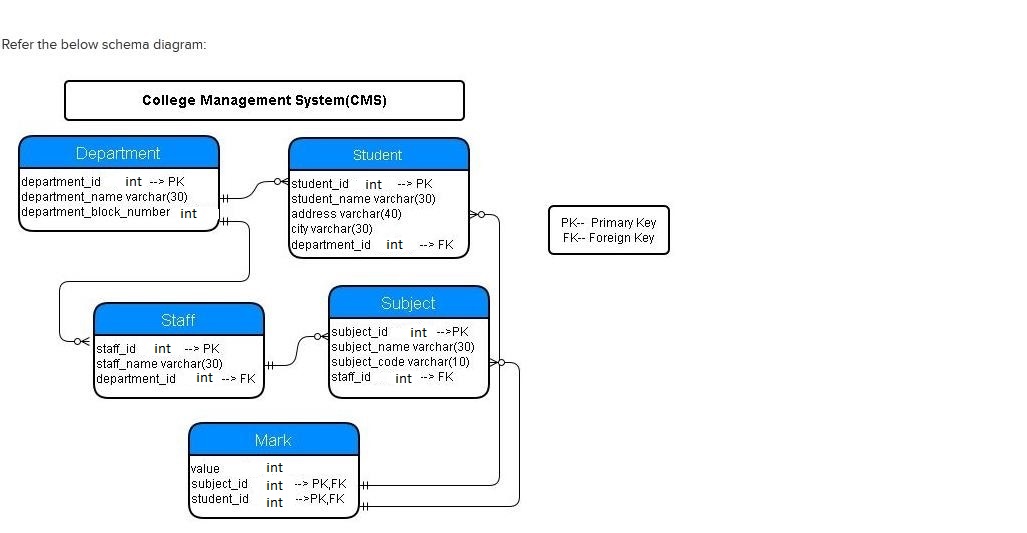 Refer the below schema diagram:
College Management System(CMS)
Department
department_id int --> PK
department_name varchar(30)
department_block_number int
Student
student_id int --> PK
student_name varchar(30)
address varchar(40)
city varchar(30)
department_id int --> FK
PK-- Primary Key
FK-- Foreign Key
Staff
staff_id int --> PK
staff_name varchar(30)
department_id int --> FK
Subject
subject_id int -->PK
subject_name varchar(30)
subject_code varchar(10)
staff_id int --> FK
Mark
value int
subject_id int --> PK,FK
student_id int -->PK,FK